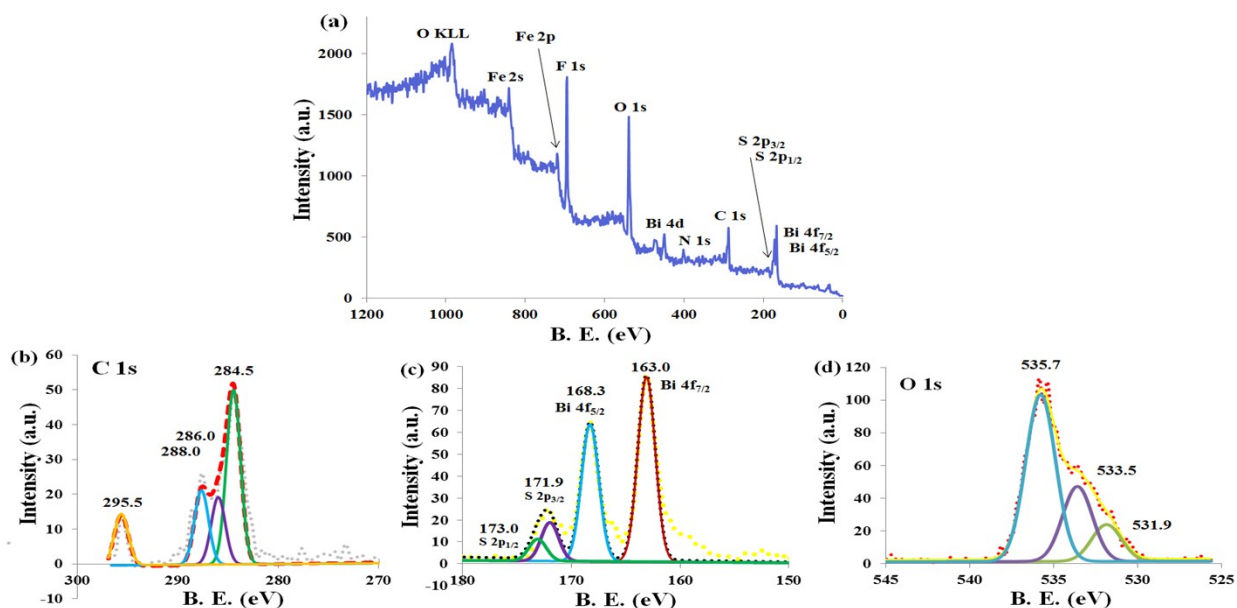 (a)
O KLL
Fe 2p
F 1s
Fe 2s
O 1s
S 2p3/2
S 2p1/2
Bi 4d
N 1s
C 1s
Bi 4f7/2
Bi 4f5/2
Intensity (a.u.)
2000
1500
1000
500
0
1200 1000 800 600 400 200 0
B. E. (eV)
(b)
C 1s
284.5
286.0
288.0
295.5
Intensity (a.u.)
60
50
40
30
20
10
0
-10
300 290 280 270
B. E. (eV)
(c)
163.0
Bi 4f7/2
168.3
Bi 4f5/2
171.9
S 2p3/2
173.0
S 2p1/2
Intensity (a.u.)
90
80
70
60
50
40
30
20
10
0
-10
180 170 160 150
B. E. (eV)
(d)
O 1s
535.7
533.5
531.9
Intensity (a.u.)
120
100
80
60
40
20
0
-20
545 540 535 530 525
B. E. (eV)